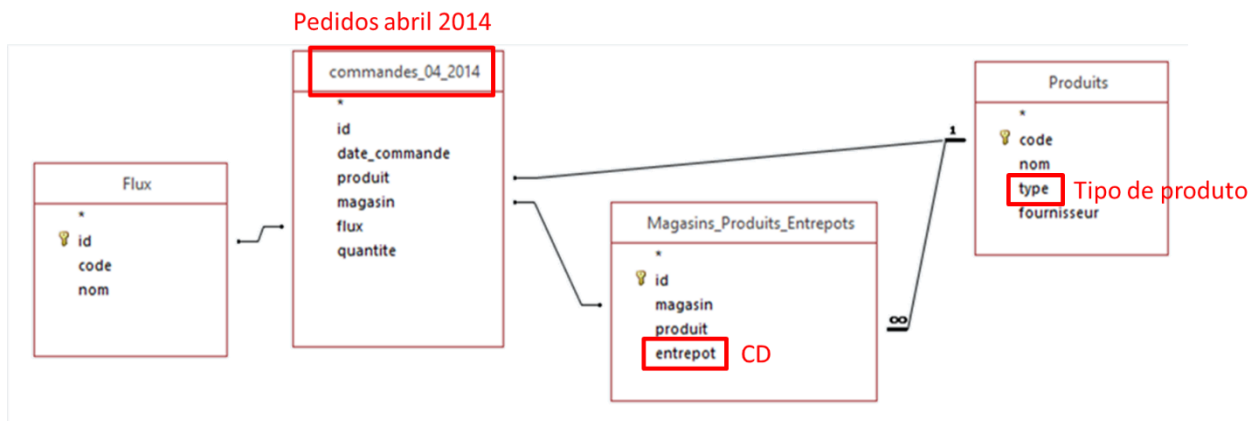 Pedidos abril 2014
commandes_04_2014
*
id
date_commande
produit
magasin
flux
quantite
Flux
*
id
code
nom
Magasins_Produits_Entrepots
*
id
magasin
produit
entrepot
CD
∞
1
Produits
*
code
nom
type
Tipo de produto
fournisseur